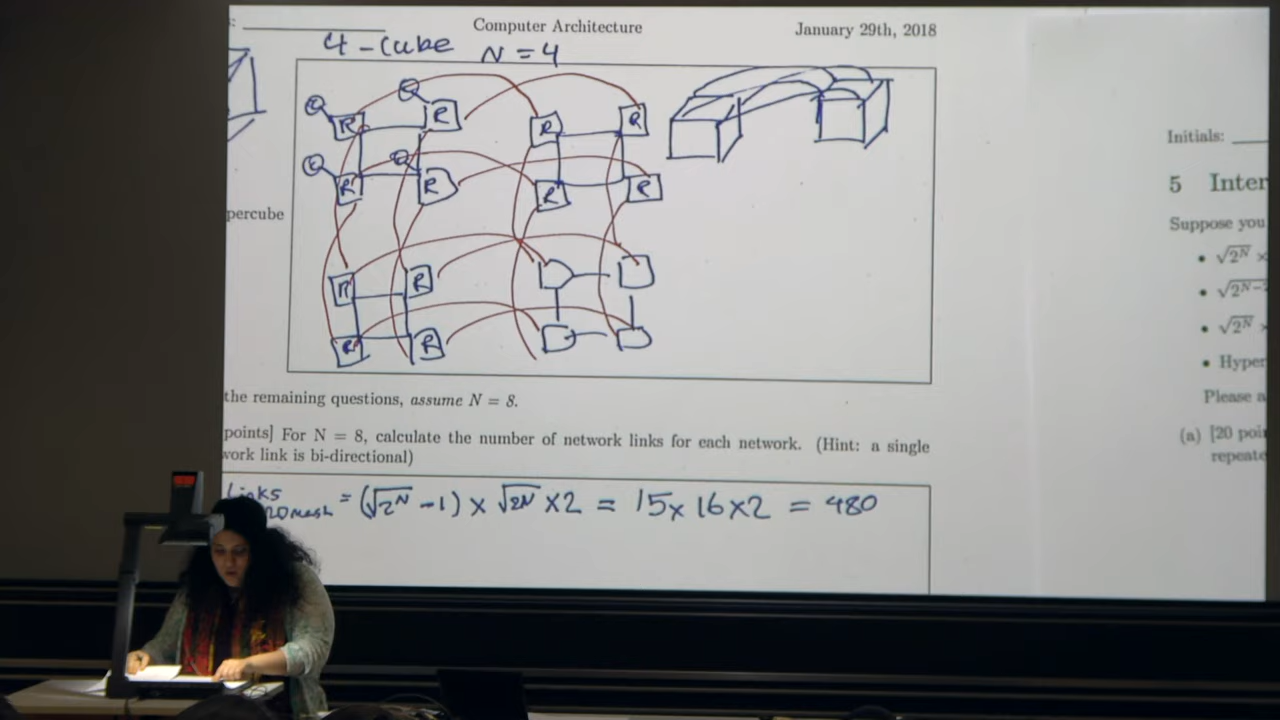 : Computer Architecture January 29th, 2018
4-Cube N = 4
R R R R
R R R R
R R
R R
percube
the remaining questions, assume N = 8.
points] For N = 8, calculate the number of network links for each network. (Hint: a single
work link is bi-directional)
Links 2D mesh = (√2^N - 1) × √2^N × 2 = 15 × 16 × 2 = 480
Initials:
5 Inter
Suppose you
• √2^N ×
• √2^N-
• √2^N ×
• Hyper
Please a
(a) [20 poi
repeate